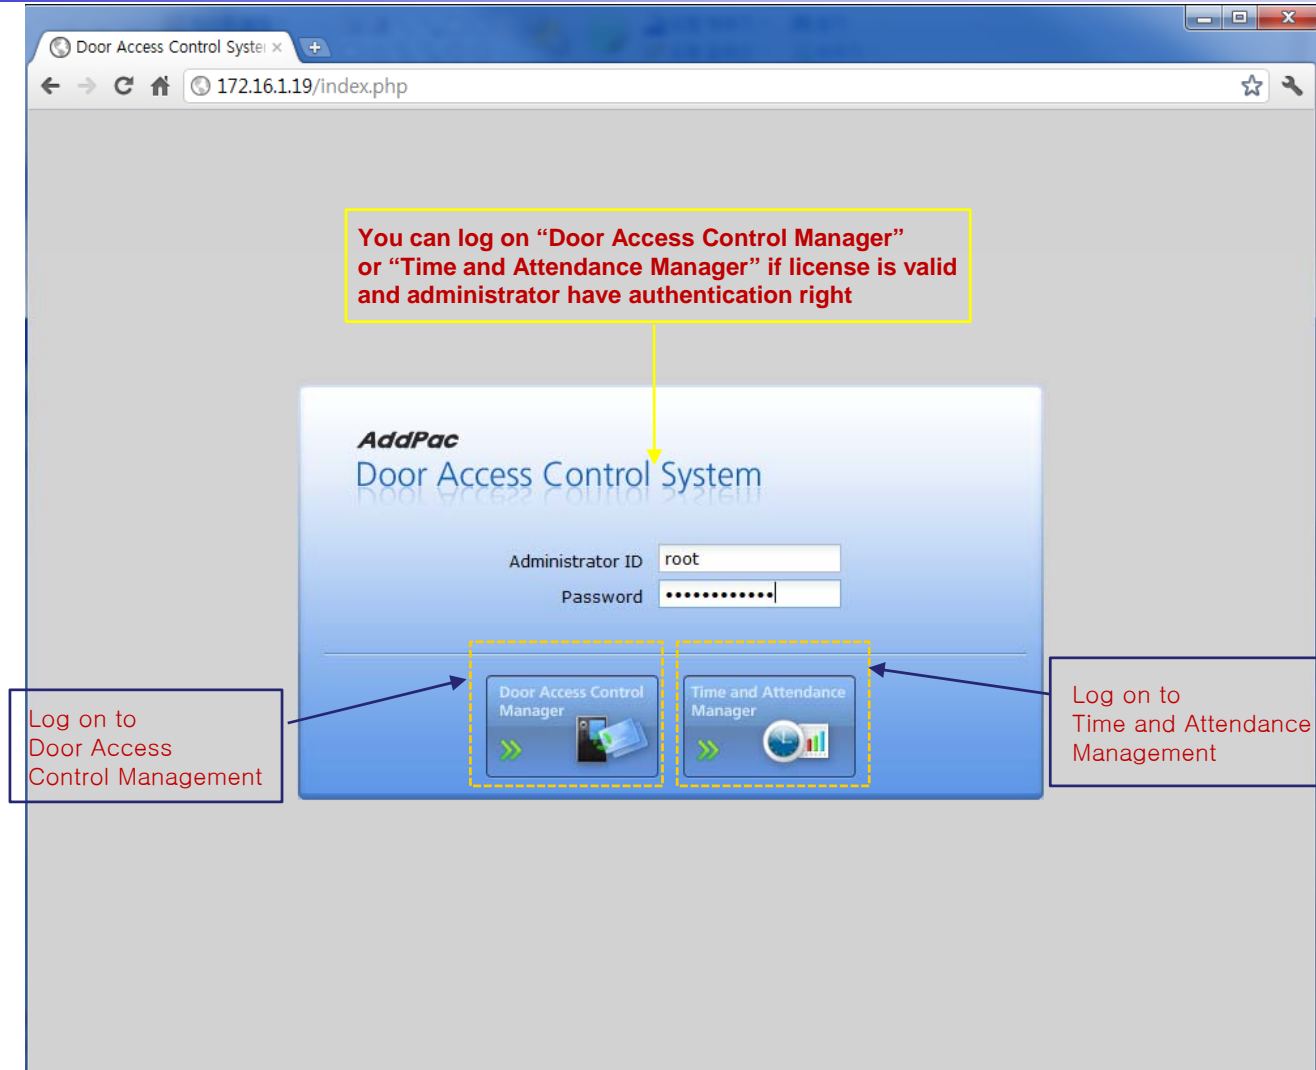 Door Access Control Syste
172.16.1.19/index.php
You can log on “Door Access Control Manager”
or “Time and Attendance Manager” if license is valid
and administrator have authentication right
AddPac
Door Access Control System
Administrator ID root
Password ••••••••••••
Door Access Control
Manager
Time and Attendance
Manager
Log on to
Door Access
Control Management
Log on to
Time and Attendance
Management